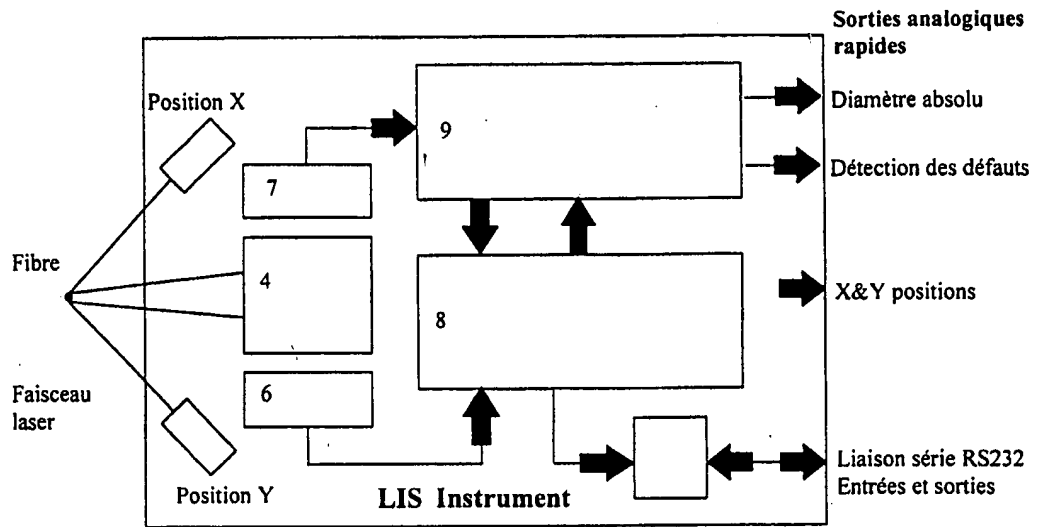 Sorties analogiques
rapides
Position X
Diamètre absolu
9
Détection des défauts
7
Fibre
4
X&Y positions
8
Faisceau
laser
6
Position Y
LIS Instrument
Liaison série RS232
Entrées et sorties